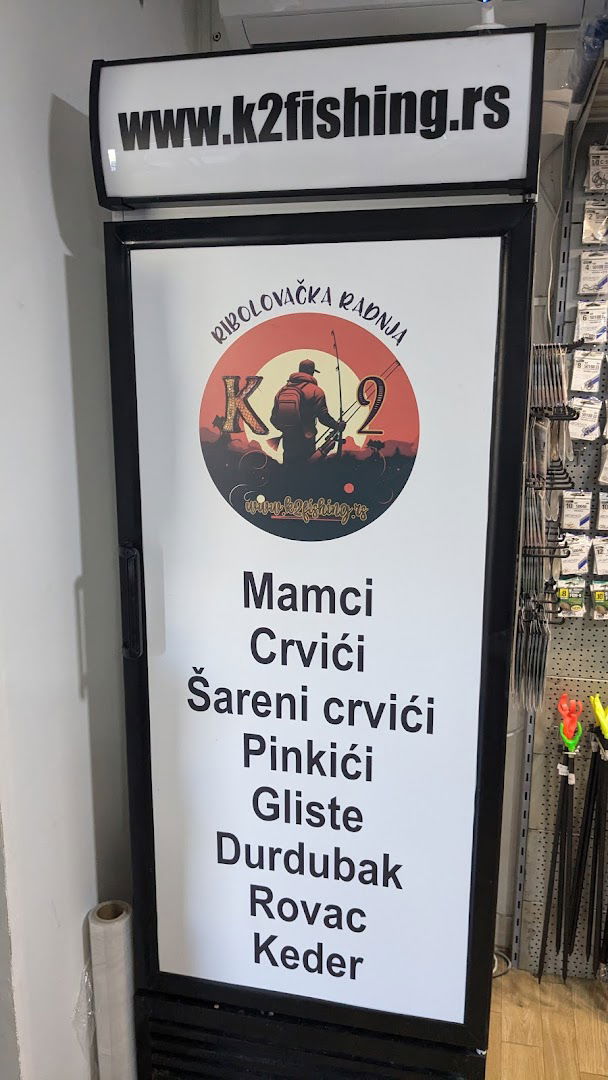 www.k2fishing.rs
RIBOLOVAČKA RADNJA
K 2
www.k2fishing.rs
Mamci
Crvići
Šareni crvići
Pinkići
Gliste
Durdubak
Rovac
Keder